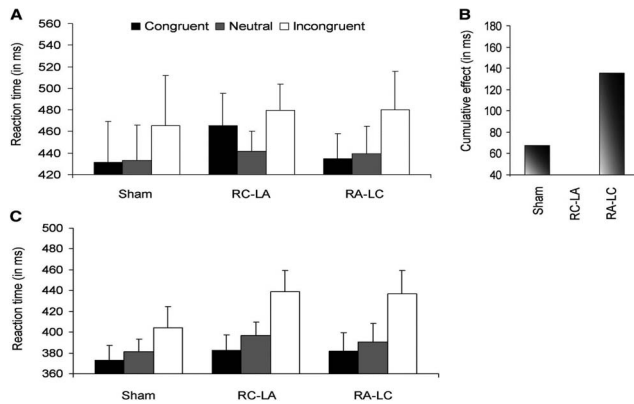 A
Reaction time (in ms)
560
540
520
500
480
460
440
420
Congruent Neutral Incongruent
Sham RC-LA RA-LC
B
Cumulative effect (in ms)
180
160
140
120
100
80
60
40
Sham
RC-LA
RA-LC
C
Reaction time (in ms)
500
480
460
440
420
400
380
360
Sham RC-LA RA-LC